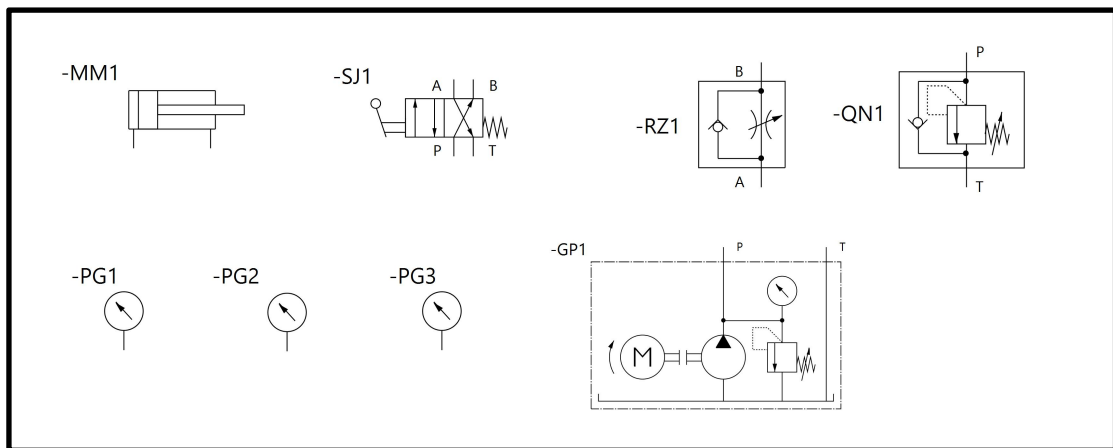 -MM1
-SJ1
A B
P T
-RZ1
B
A
-QN1
P
T
-PG1
-PG2
-PG3
-GP1
P T
M